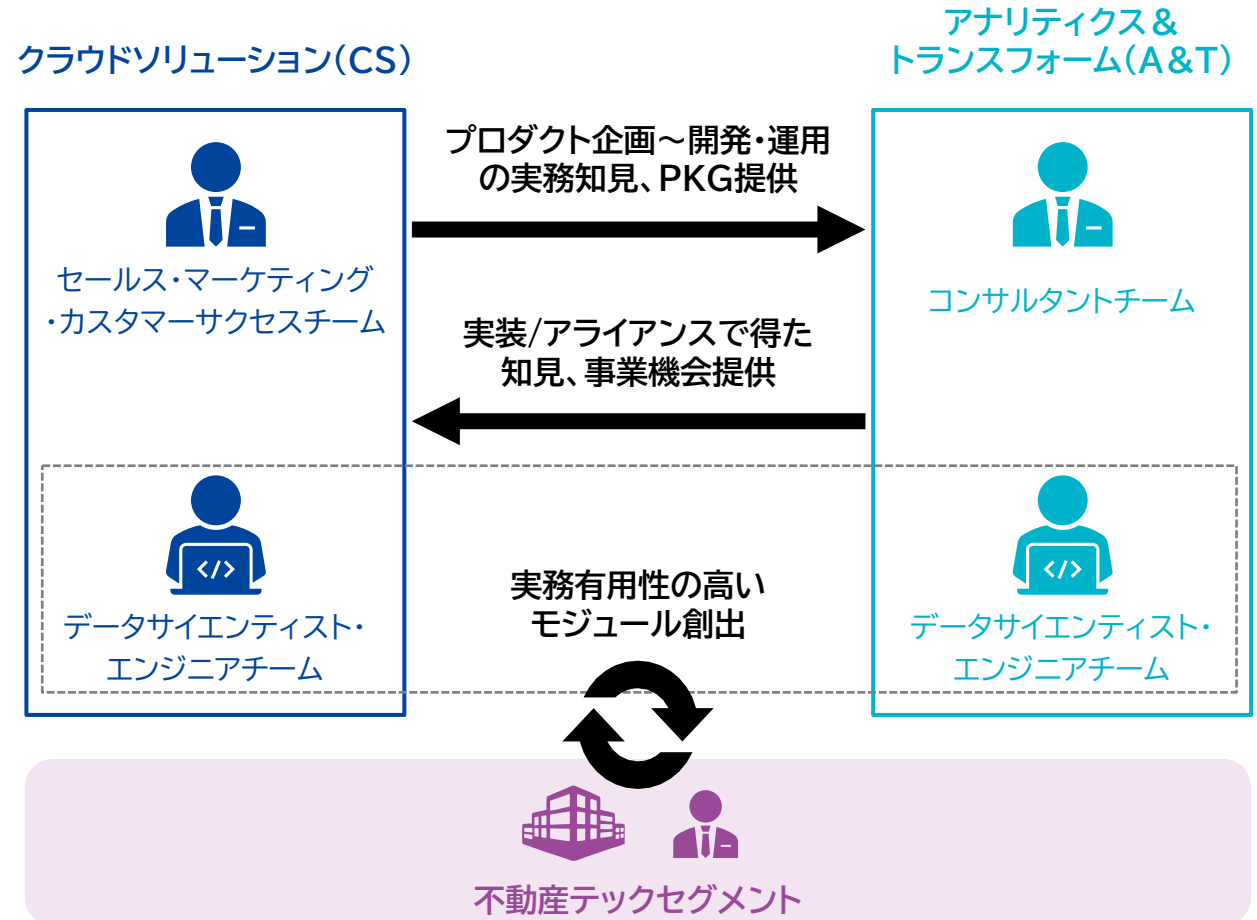 クラウドソリューション(CS)
アナリティクス&
トランスフォーム(A&T)
プロダクト企画~開発・運用
の実務知見、PKG提供
セールス・マーケティング
・カスタマーサクセスチーム
コンサルタントチーム
実装/アライアンスで得た
知見、事業機会提供
</>
データサイエンティスト・
エンジニアチーム
実務有用性の高い
モジュール創出
</>
データサイエンティスト・
エンジニアチーム
不動産テックセグメント